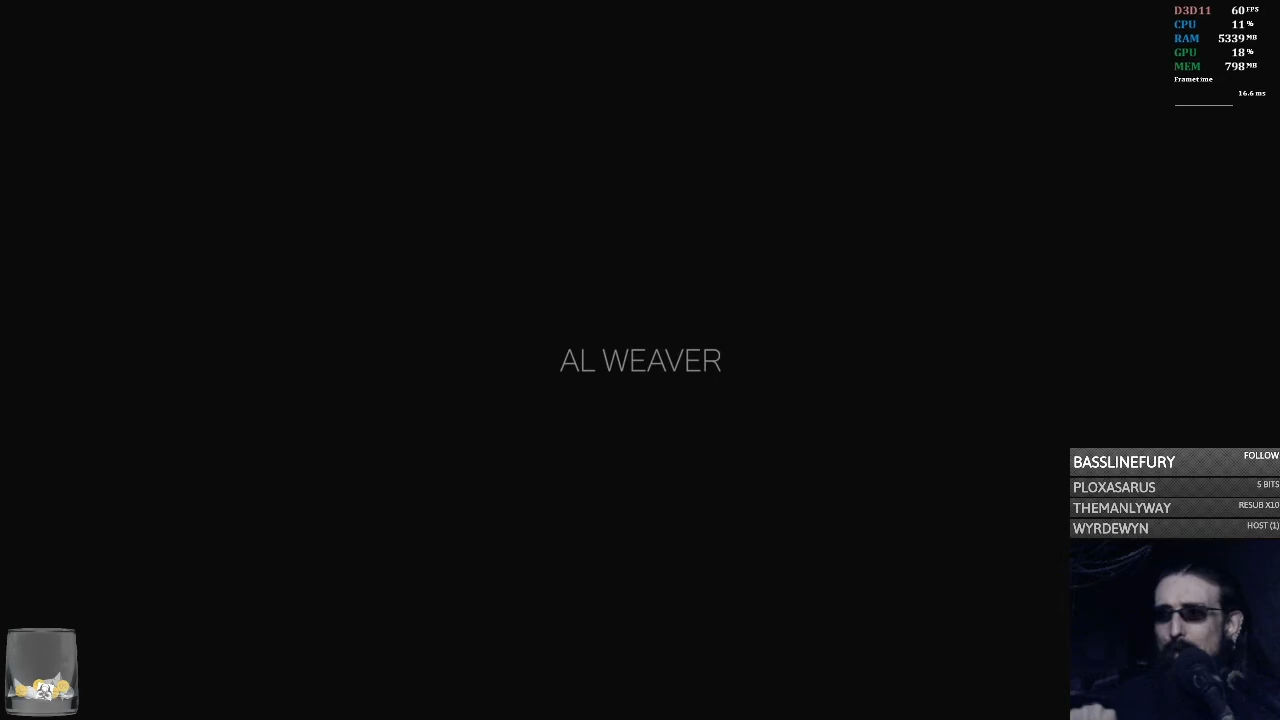 D3D11 60 FPS
CPU 11 %
RAM 5339 MB
GPU 18 %
MEM 798 MB
Frametime
16.6 ms
AL WEAVER
BASSLINEFURY FOLLOW
PLOXASARUS 5 BITS
THEMANLYWAY RESUB X10
WYRDEWYN HOST (1)